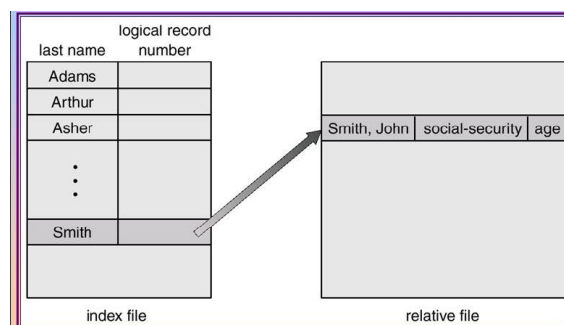 logical record
last name number
Adams
Arthur
Asher
Smith, John social-security age
Smith
index file relative file